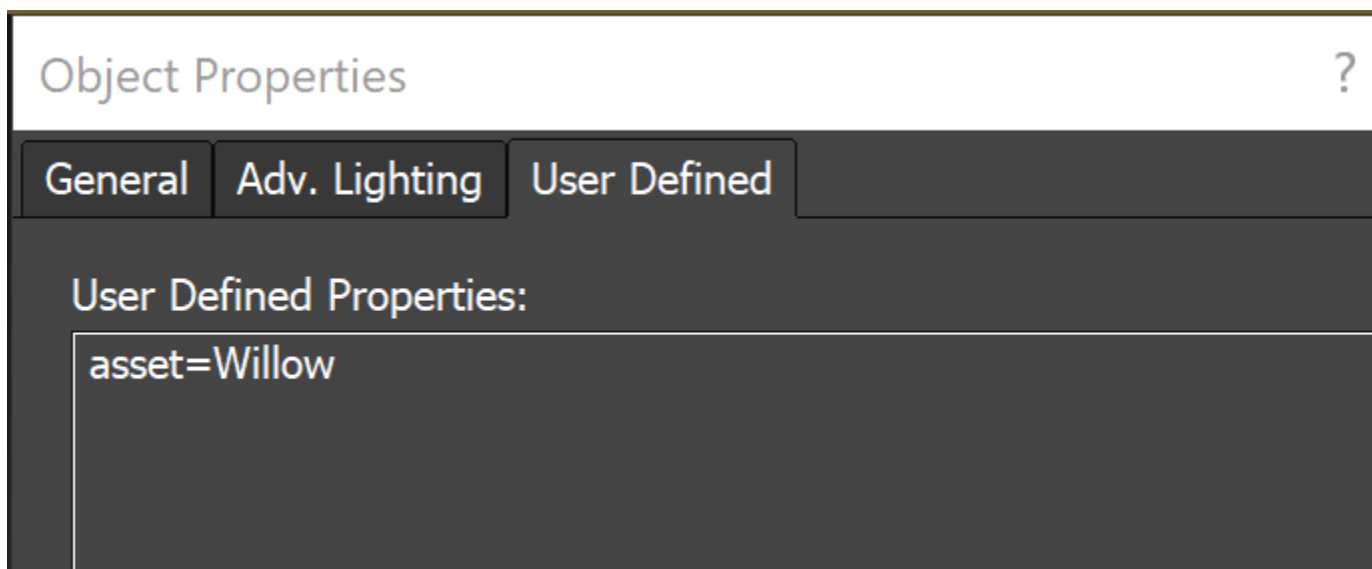 Object Properties ?
General Adv. Lighting User Defined
User Defined Properties:
asset=Willow